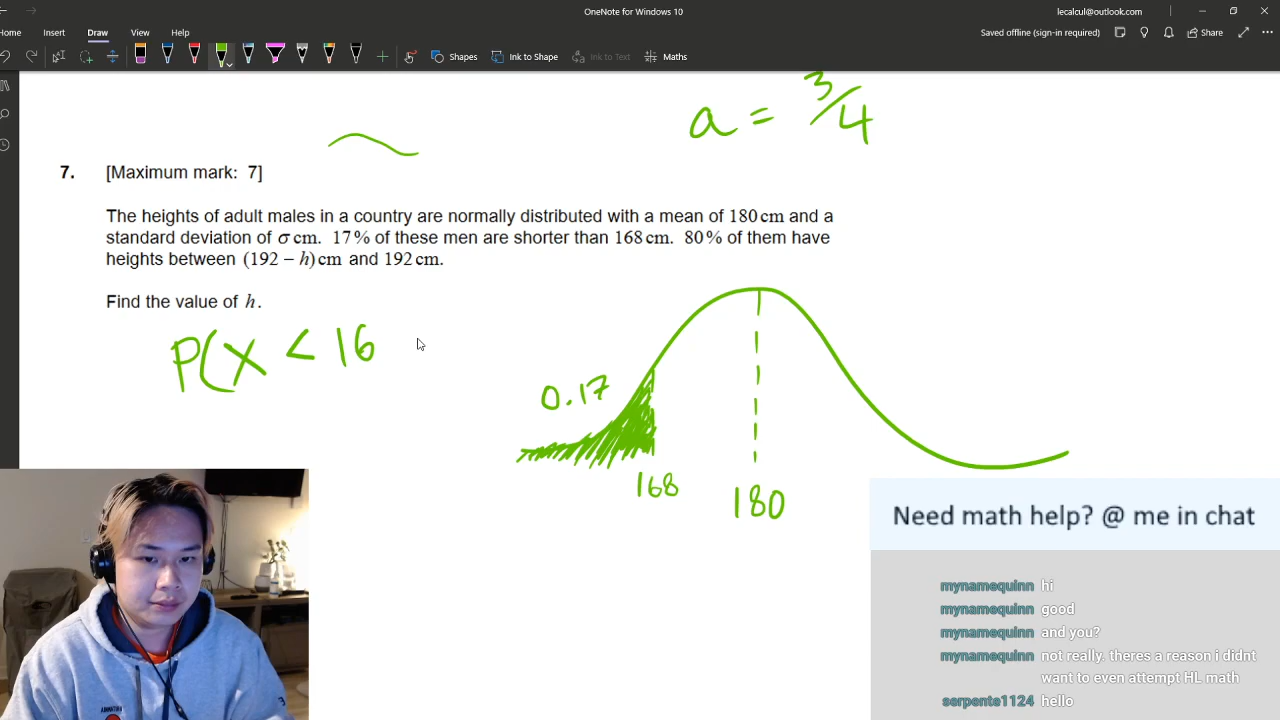 OneNote for Windows 10
lecalcul@outlook.com
Home Insert Draw View Help
Saved offline (sign-in required)
Share
Shapes
Ink to Shape
Ink to Text
Maths
a = 3/4
7. [Maximum mark: 7]
The heights of adult males in a country are normally distributed with a mean of 180 cm and a
standard deviation of σ cm. 17 % of these men are shorter than 168 cm. 80 % of them have
heights between (192 − h) cm and 192 cm.
Find the value of h.
P(X < 16
0.17
168
180
Need math help? @ me in chat
mynamequinn hi
mynamequinn good
mynamequinn and you?
mynamequinn not really. theres a reason i didnt
want to even attempt HL math
serpente1124 hello